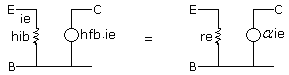 E C E C
ie
hib hfb.ie = re αie
B B